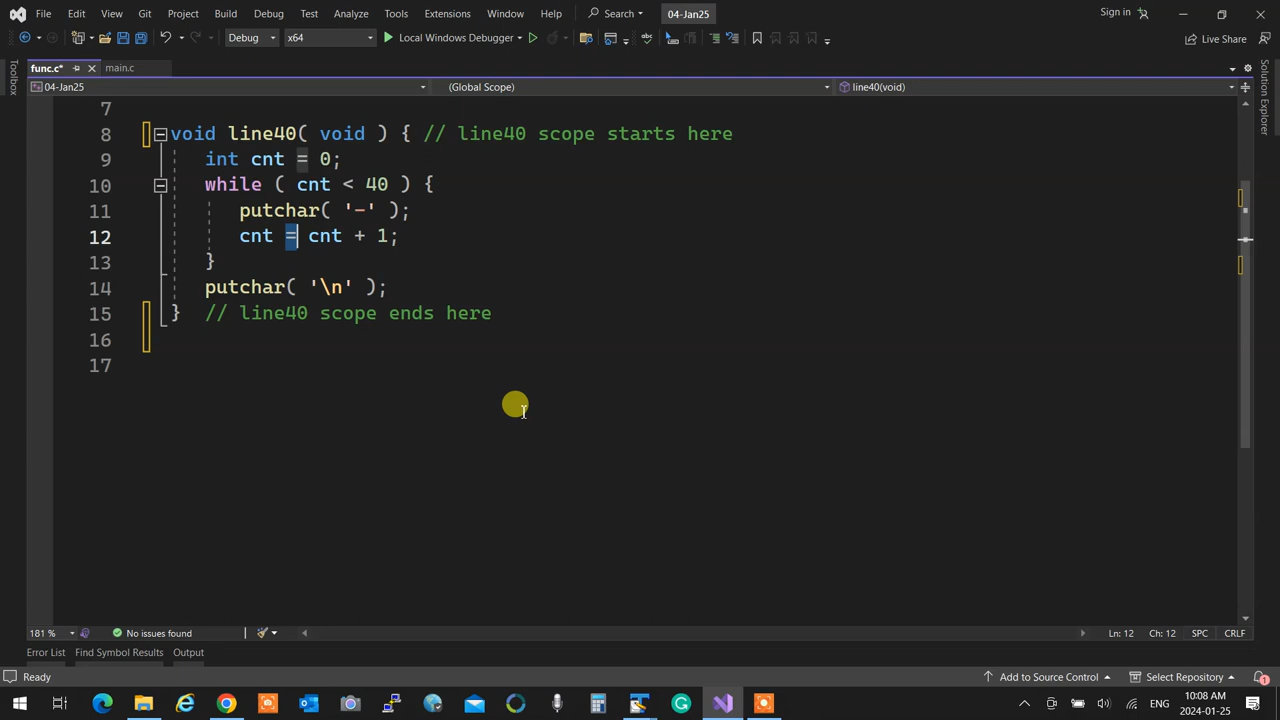 File Edit View Git Project Build Debug Test Analyze Tools Extensions Window Help Search 04-Jan25 Sign in
Debug x64 Local Windows Debugger Live Share
func.c* main.c
04-Jan25 (Global Scope) line40(void)
Toolbox
Solution Explorer
7
8 void line40( void ) { // line40 scope starts here
9 int cnt = 0;
10 while ( cnt < 40 ) {
11 putchar( '-' );
12 cnt = cnt + 1;
13 }
14 putchar( '\n' );
15 } // line40 scope ends here
16
17
181 % No issues found Ln: 12 Ch: 12 SPC CRLF
Error List Find Symbol Results Output
Ready Add to Source Control Select Repository 1
ENG 10:08 AM
2024-01-25